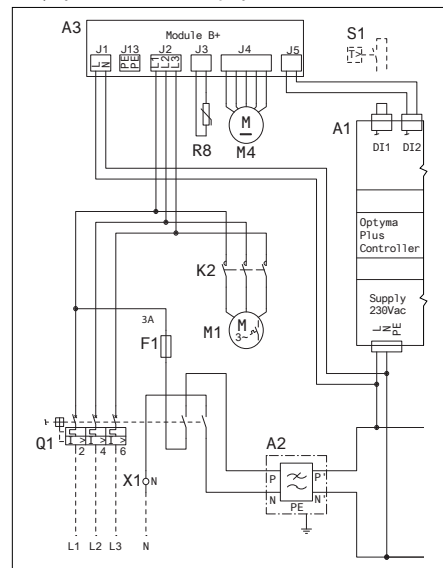 A3
Module B+
S1
J1 J13 J2 J3 J4 J5
L N
PE PE
L1 L2 L3
T>
A1
R8
M
M4
DI1 DI2
Optyma
Plus
Controller
K2
Supply
230Vac
L N PE
3A
F1
M1
M
3~
Q1
I> I> I>
2 4 6
A2
X1 N
P P'
N N'
PE
L1 L2 L3 N